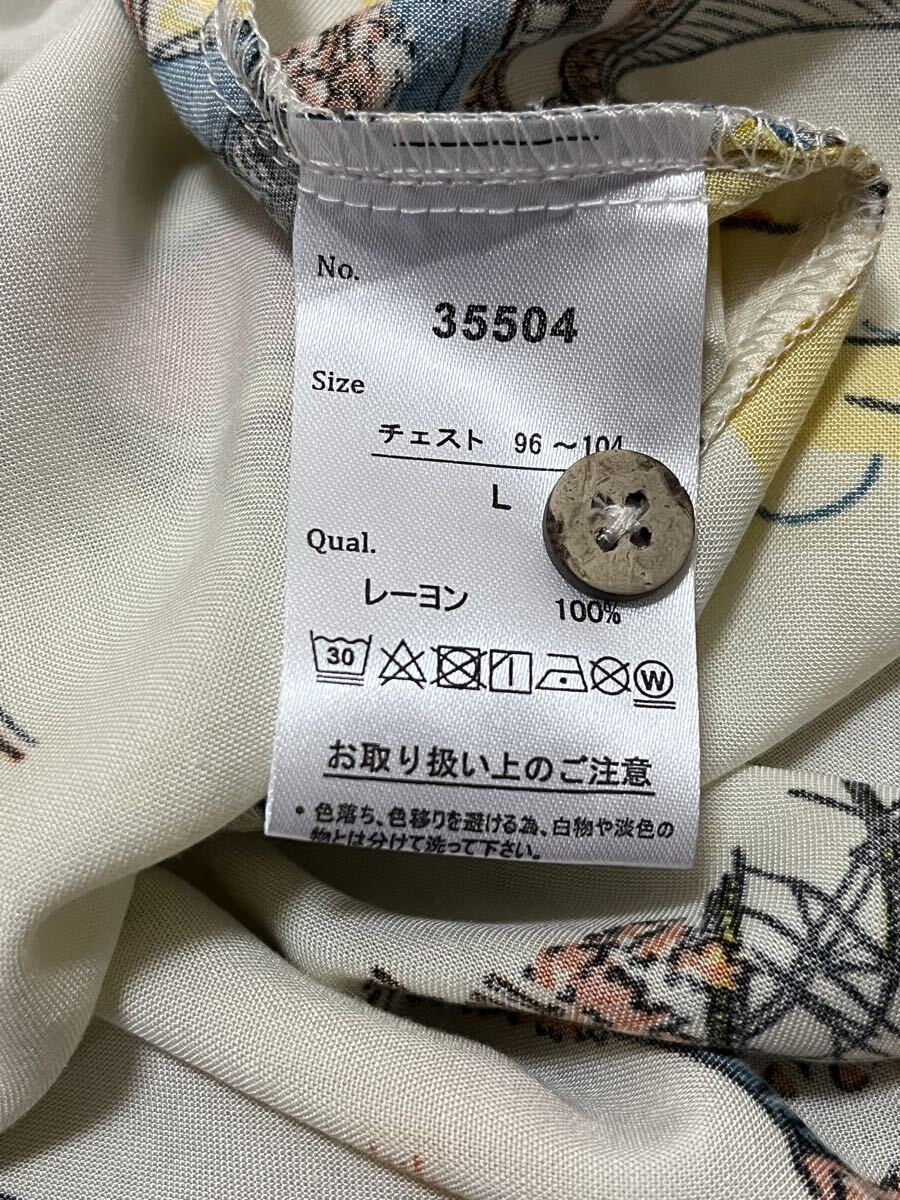 No.
35504
Size
チェスト 96～104
L
Qual.
レーヨン 100%
30 W
お取り扱い上のご注意
・色落ち、色移りを避ける為、白物や淡色の
物とは分けて洗って下さい。